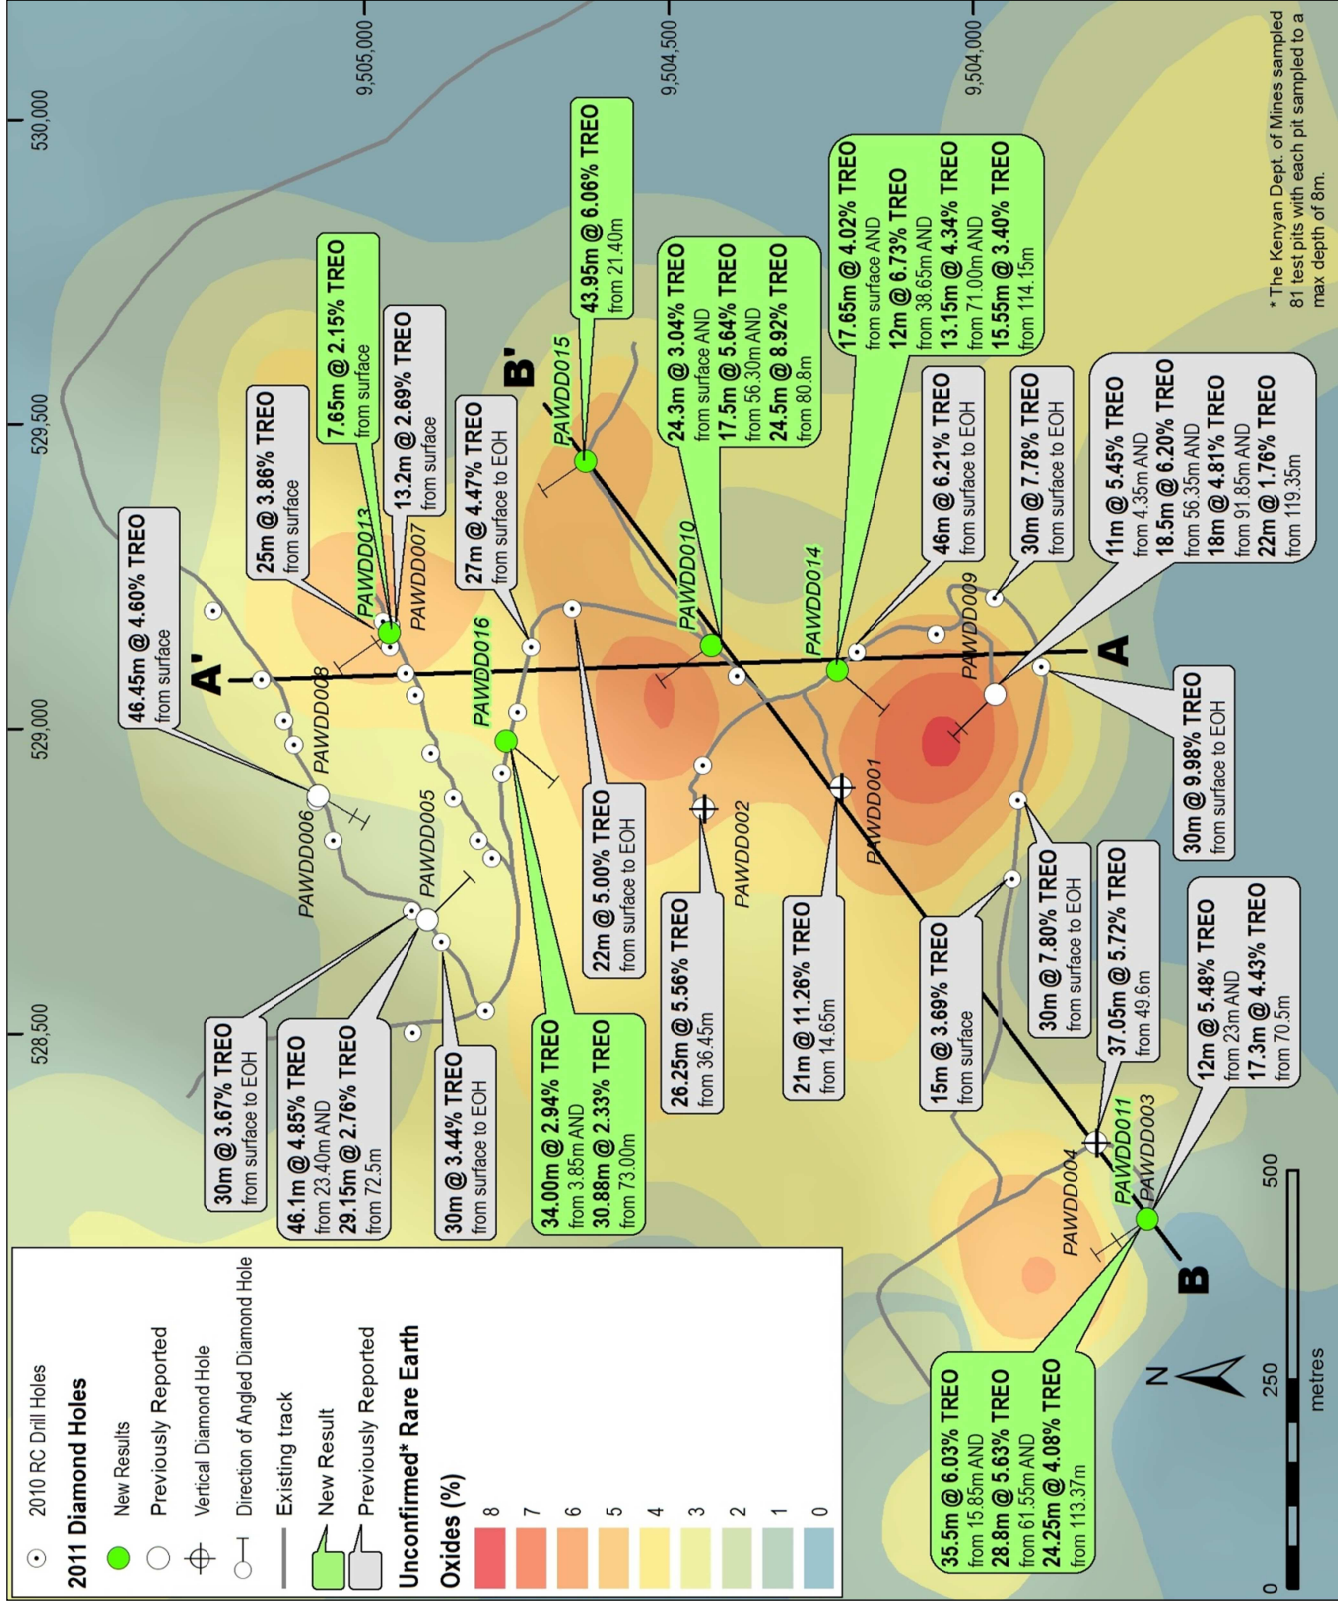 2010 RC Drill Holes
2011 Diamond Holes
New Results
Previously Reported
Vertical Diamond Hole
Direction of Angled Diamond Hole
Existing track
New Result
Previously Reported
Unconfirmed* Rare Earth
Oxides (%)
8
7
6
5
4
3
2
1
0
528,500
529,000
529,500
530,000
9,505,000
9,504,500
9,504,000
46.45m @ 4.60% TREO
from surface
25m @ 3.86% TREO
from surface
7.65m @ 2.15% TREO
from surface
13.2m @ 2.69% TREO
from surface
27m @ 4.47% TREO
from surface to EOH
43.95m @ 6.06% TREO
from 21.40m
24.3m @ 3.04% TREO
from surface AND
17.5m @ 5.64% TREO
from 56.30m AND
24.5m @ 8.92% TREO
from 80.8m
17.65m @ 4.02% TREO
from surface AND
12m @ 6.73% TREO
from 38.65m AND
13.15m @ 4.34% TREO
from 71.00m AND
15.55m @ 3.40% TREO
from 114.15m
46m @ 6.21% TREO
from surface to EOH
30m @ 7.78% TREO
from surface to EOH
11m @ 5.45% TREO
from 4.35m AND
18.5m @ 6.20% TREO
from 56.35m AND
18m @ 4.81% TREO
from 91.85m AND
22m @ 1.76% TREO
from 119.35m
30m @ 9.98% TREO
from surface to EOH
30m @ 3.67% TREO
from surface to EOH
46.1m @ 4.85% TREO
from 23.40m AND
29.15m @ 2.76% TREO
from 72.5m
30m @ 3.44% TREO
from surface to EOH
34.00m @ 2.94% TREO
from 3.85m AND
30.88m @ 2.33% TREO
from 73.00m
22m @ 5.00% TREO
from surface to EOH
26.25m @ 5.56% TREO
from 36.45m
21m @ 11.26% TREO
from 14.65m
15m @ 3.69% TREO
from surface
30m @ 7.80% TREO
from surface to EOH
37.05m @ 5.72% TREO
from 49.6m
12m @ 5.48% TREO
from 23m AND
17.3m @ 4.43% TREO
from 70.5m
35.5m @ 6.03% TREO
from 15.85m AND
28.8m @ 5.63% TREO
from 61.55m AND
24.25m @ 4.08% TREO
from 113.37m
A'
B'
A
B
PAWDD008
PAWDD006
PAWDD005
PAWDD013
PAWDD007
PAWDD016
PAWDD015
PAWDD010
PAWDD014
PAWDD002
PAWDD001
PAWDD009
PAWDD004
PAWDD011
PAWDD003
N
0
250
500
metres
* The Kenyan Dept. of Mines sampled
81 test pits with each pit sampled to a
max depth of 8m.